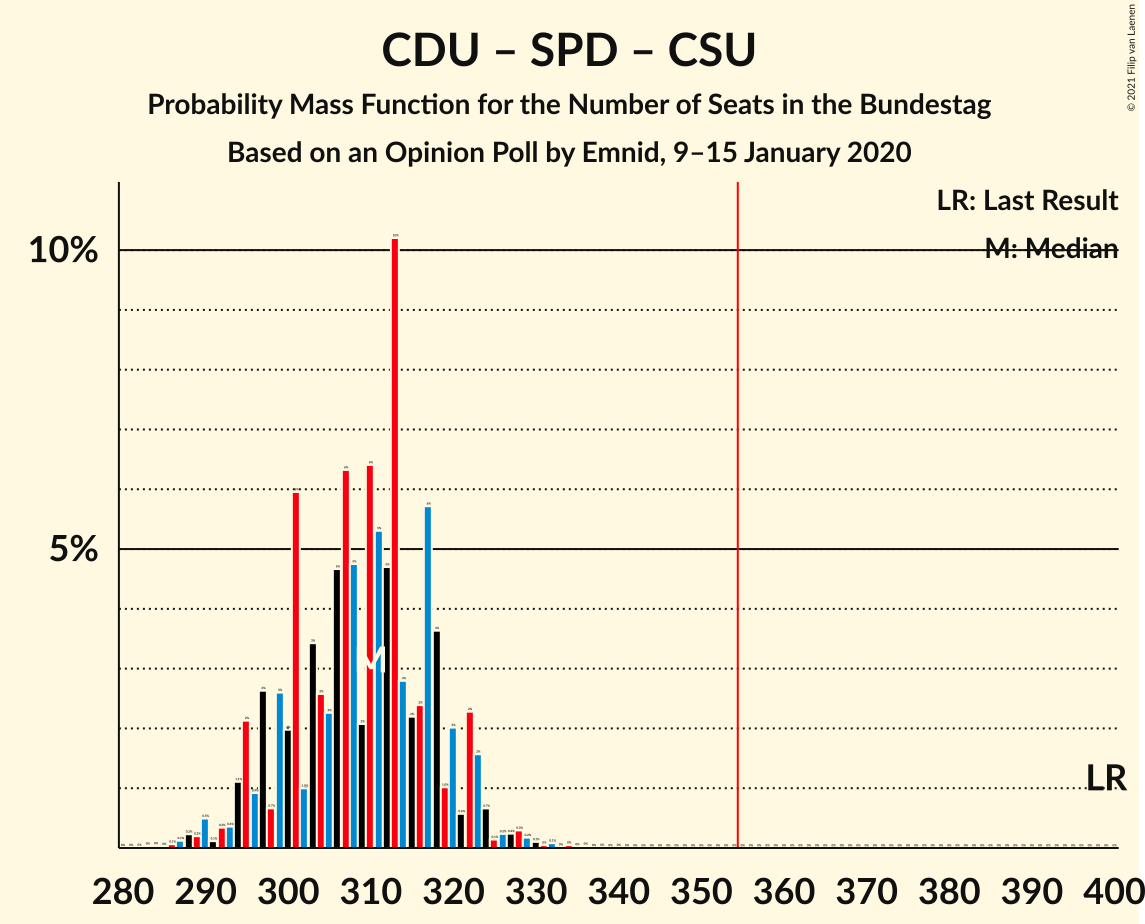 CDU – SPD – CSU
Probability Mass Function for the Number of Seats in the Bundestag
Based on an Opinion Poll by Emnid, 9–15 January 2020
© 2021 Filip van Laenen
LR: Last Result
M: Median
10%
5%
M
LR
280 290 300 310 320 330 340 350 360 370 380 390 400